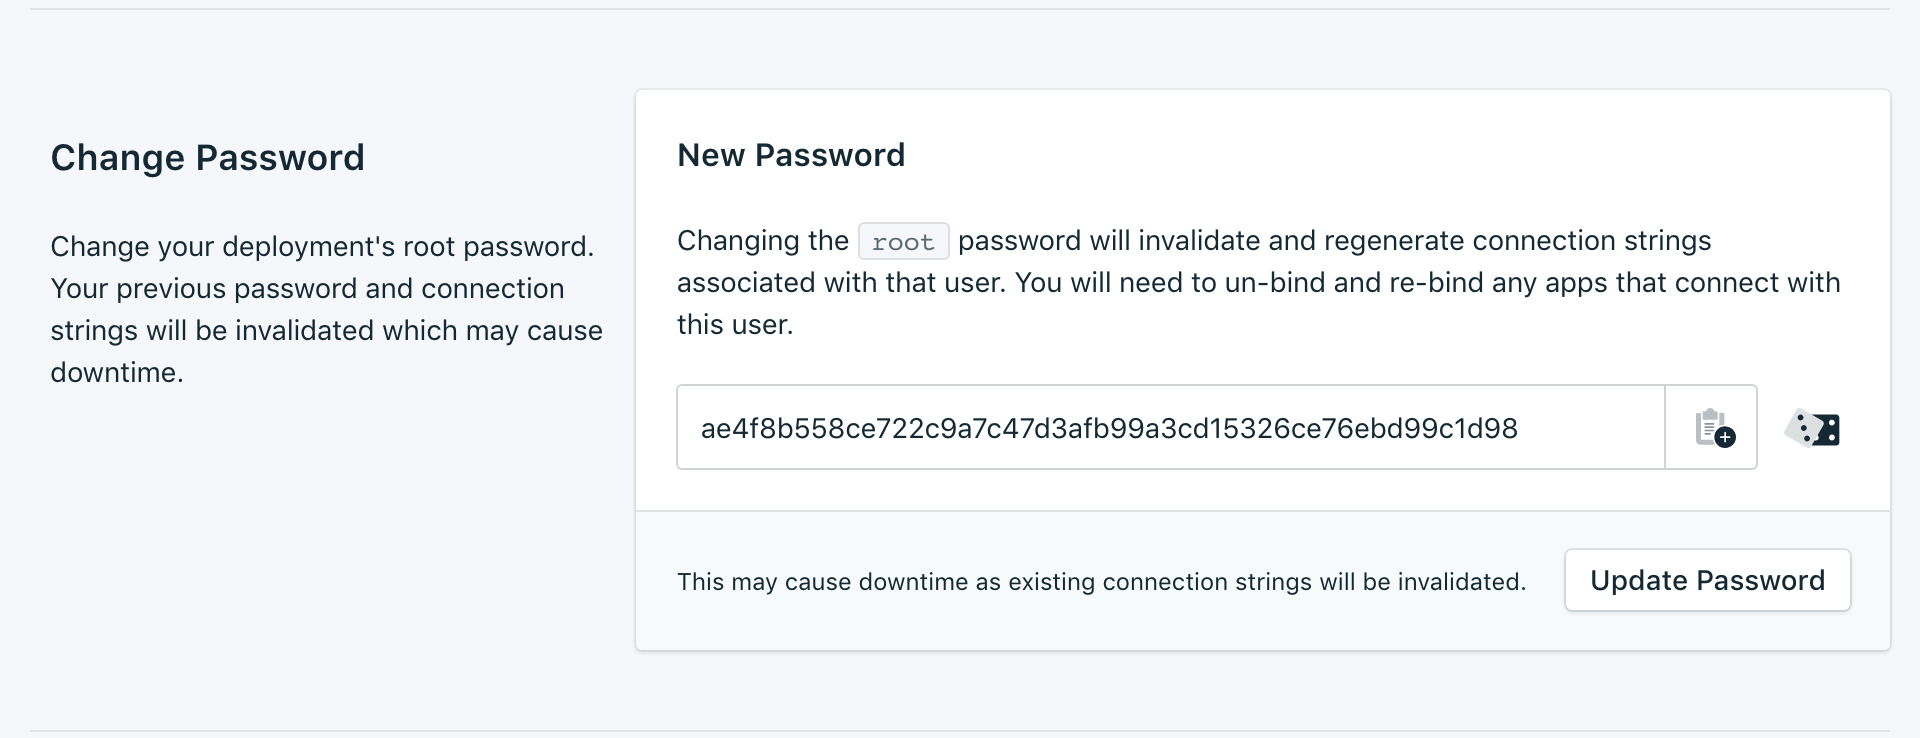 Change Password
Change your deployment's root password.
Your previous password and connection
strings will be invalidated which may cause
downtime.
New Password
Changing the root password will invalidate and regenerate connection strings
associated with that user. You will need to un-bind and re-bind any apps that connect with
this user.
ae4f8b558ce722c9a7c47d3afb99a3cd15326ce76ebd99c1d98
This may cause downtime as existing connection strings will be invalidated.
Update Password